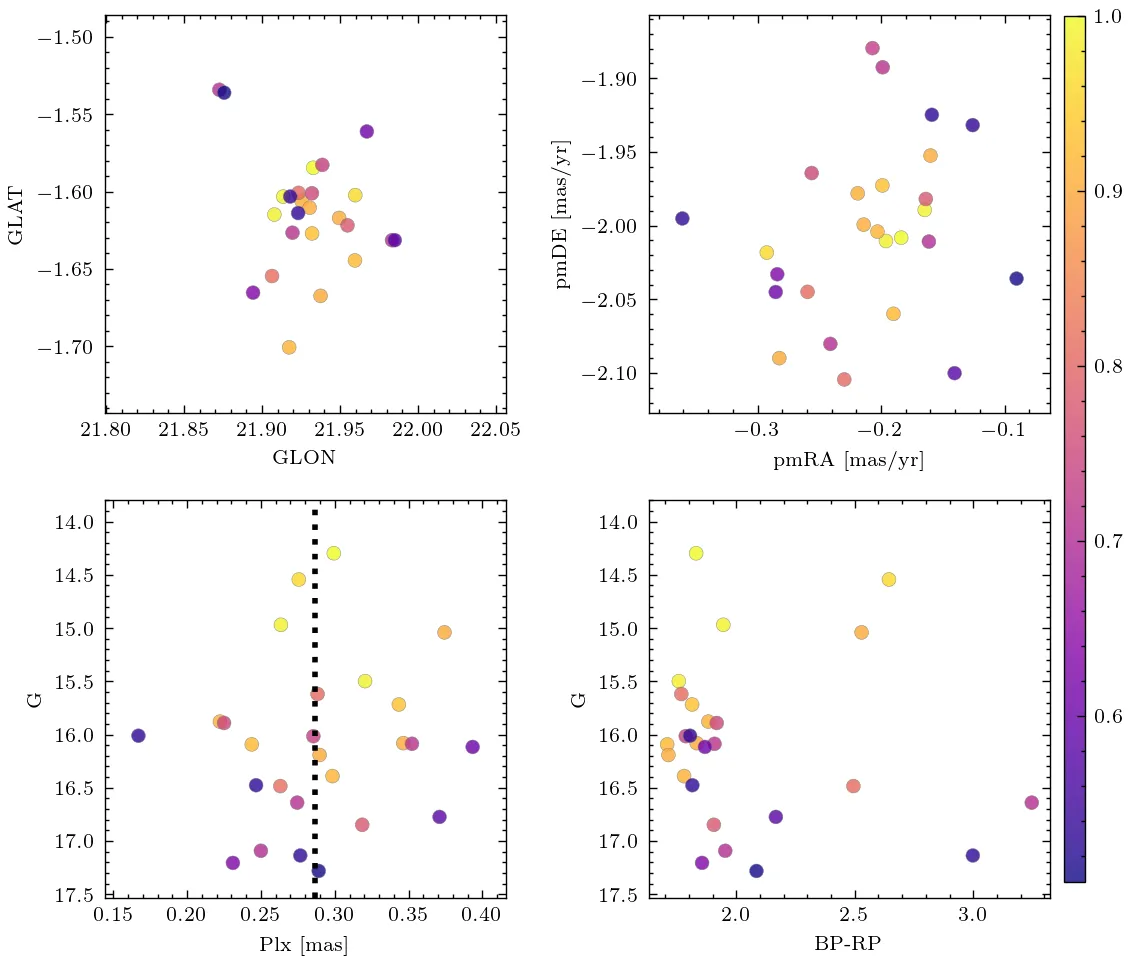 −1.50
−1.55
−1.60
−1.65
−1.70
GLAT
21.80 21.85 21.90 21.95 22.00 22.05
GLON
−1.90
−1.95
−2.00
−2.05
−2.10
pmDE [mas/yr]
−0.3 −0.2 −0.1
pmRA [mas/yr]
1.0
0.9
0.8
0.7
0.6
14.0
14.5
15.0
15.5
16.0
16.5
17.0
17.5
G
0.15 0.20 0.25 0.30 0.35 0.40
Plx [mas]
14.0
14.5
15.0
15.5
16.0
16.5
17.0
17.5
G
2.0 2.5 3.0
BP-RP